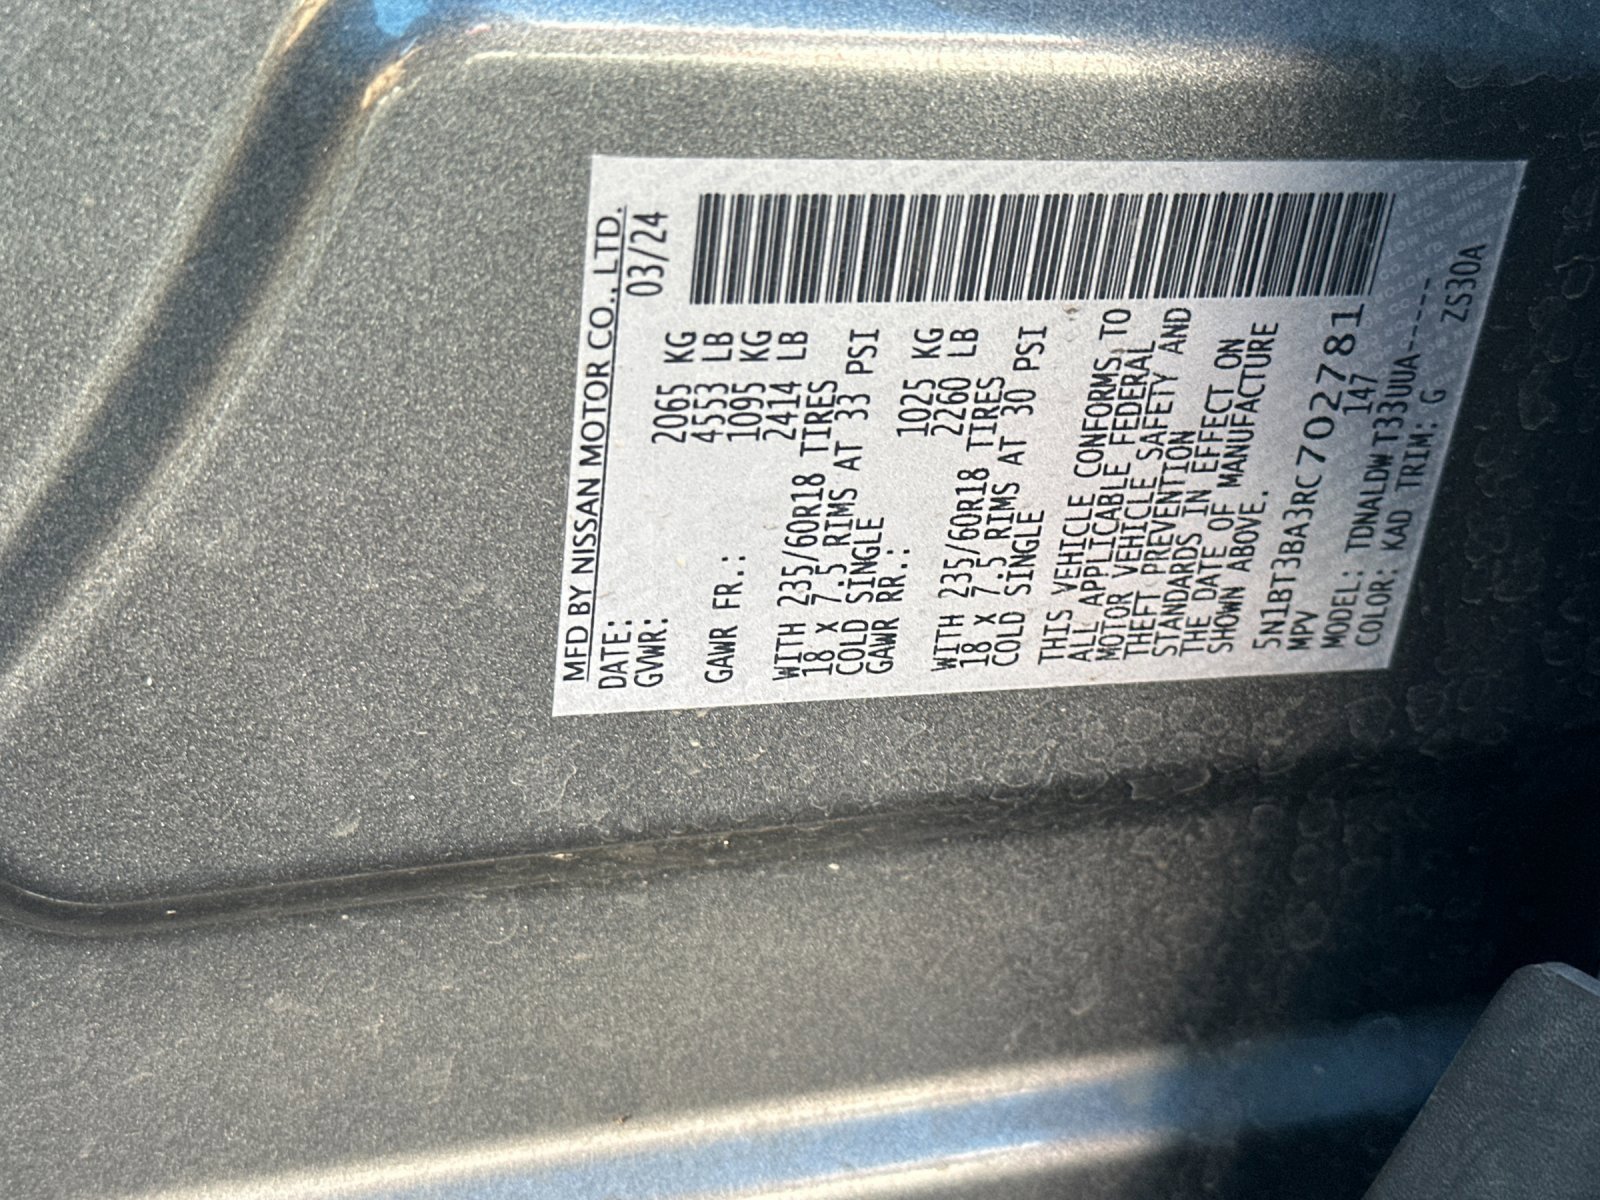 MFD BY NISSAN MOTOR CO., LTD.
DATE: 03/24
GVWR: 2065 KG
4553 LB
GAWR FR.: 1095 KG
2414 LB
WITH 235/60R18 TIRES
18 X 7.5 RIMS AT 33 PSI
COLD SINGLE
GAWR RR.: 1025 KG
2260 LB
WITH 235/60R18 TIRES
18 X 7.5 RIMS AT 30 PSI
COLD SINGLE
THIS VEHICLE CONFORMS TO
ALL APPLICABLE FEDERAL
MOTOR VEHICLE SAFETY AND
THEFT PREVENTION
STANDARDS IN EFFECT ON
THE DATE OF MANUFACTURE
SHOWN ABOVE.
5N1BT3BA3RC702781
MPV 147
MODEL: TDNALDW T33UUA-----
COLOR: KAD TRIM: G ZS30A